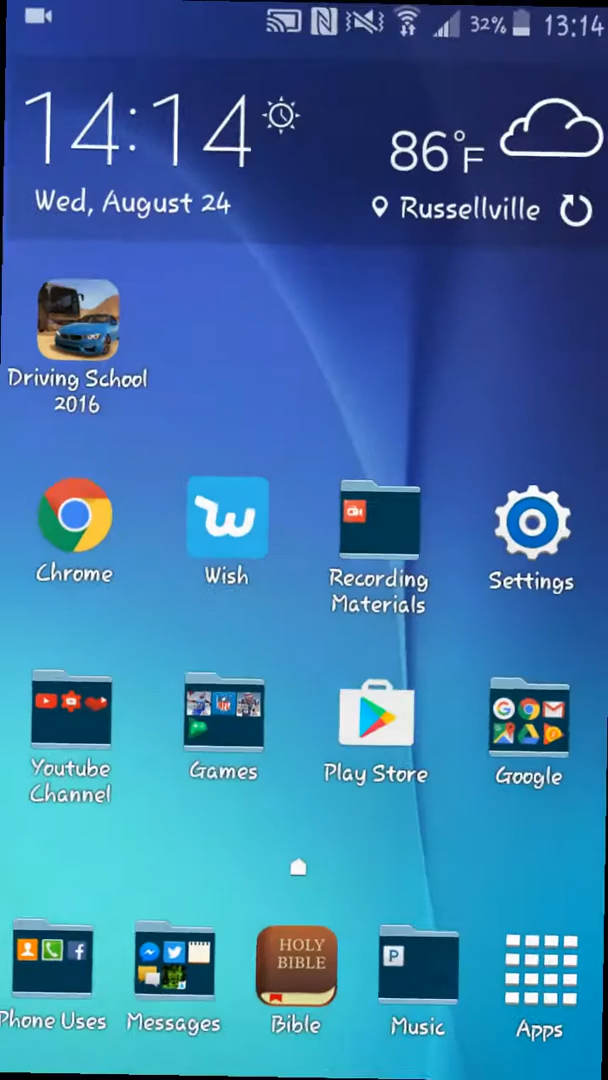 32% 13:14
14:14
86°F
Wed, August 24
Russellville
Driving School
2016
Chrome
Wish
Recording
Materials
Settings
Youtube
Channel
Games
Play Store
Google
HOLY
BIBLE
Phone Uses
Messages
Bible
Music
Apps